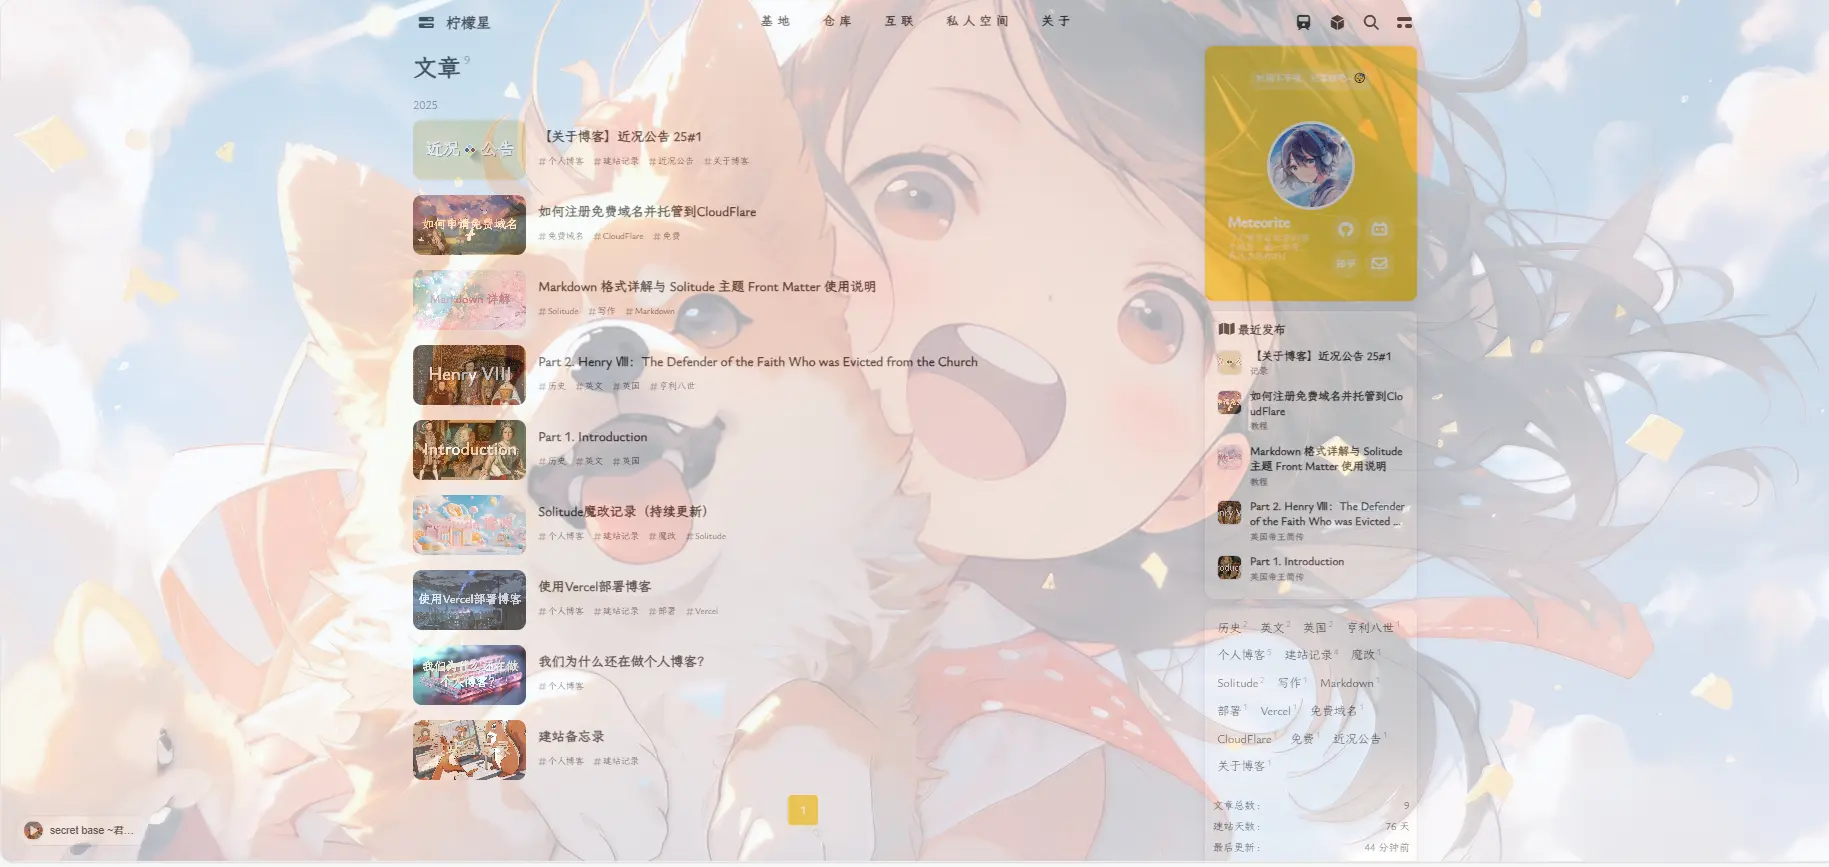 柠檬星
基地 仓库 互联 私人空间 关于
文章 9
2025
近况 公告
【关于博客】近况公告 25#1
#个人博客 #建站记录 #近况公告 #关于博客
如何申请免费域名
如何注册免费域名并托管到CloudFlare
#免费域名 #CloudFlare #免费
Markdown 详解
Markdown 格式详解与 Solitude 主题 Front Matter 使用说明
#Solitude #写作 #Markdown
Henry VIII
Part 2. Henry Ⅷ：The Defender of the Faith Who was Evicted from the Church
#历史 #英文 #英国 #亨利八世
Introduction
Part 1. Introduction
#历史 #英文 #英国
Solitude魔改记录（持续更新）
#个人博客 #建站记录 #魔改 #Solitude
使用Vercel部署博客
使用Vercel部署博客
#个人博客 #建站记录 #部署 #Vercel
我们为什么还在做
个人博客?
我们为什么还在做个人博客？
#个人博客
建站备忘录
#个人博客 #建站记录
1
secret base ~君...
Meteorite
知乎
最近发布
【关于博客】近况公告 25#1
记录
如何注册免费域名并托管到Clo
udFlare
教程
Markdown 格式详解与 Solitude
主题 Front Matter 使用说明
教程
Part 2. Henry Ⅷ：The Defender
of the Faith Who was Evicted ...
英国帝王简传
Part 1. Introduction
英国帝王简传
历史 2 英文 2 英国 2 亨利八世 1
个人博客 5 建站记录 4 魔改 1
Solitude 2 写作 1 Markdown 1
部署 1 Vercel 1 免费域名 1
CloudFlare 1 免费 1 近况公告 1
关于博客 1
文章总数： 9
建站天数： 76 天
最后更新： 44 分钟前